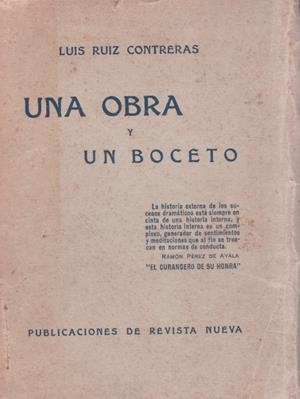 LUIS RUIZ CONTRERAS
UNA OBRA
Y
UN BOCETO
La historia externa de los su-
cesos dramáticos está siempre en
cinta de una historia interna, y
esta historia interna es un com-
plexo, generador de sentimientos
y meditaciones que al fin se true-
can en normas de conducta.
RAMÓN PÉREZ DE AYALA
"EL CURANDERO DE SU HONRA"
PUBLICACIONES DE REVISTA NUEVA